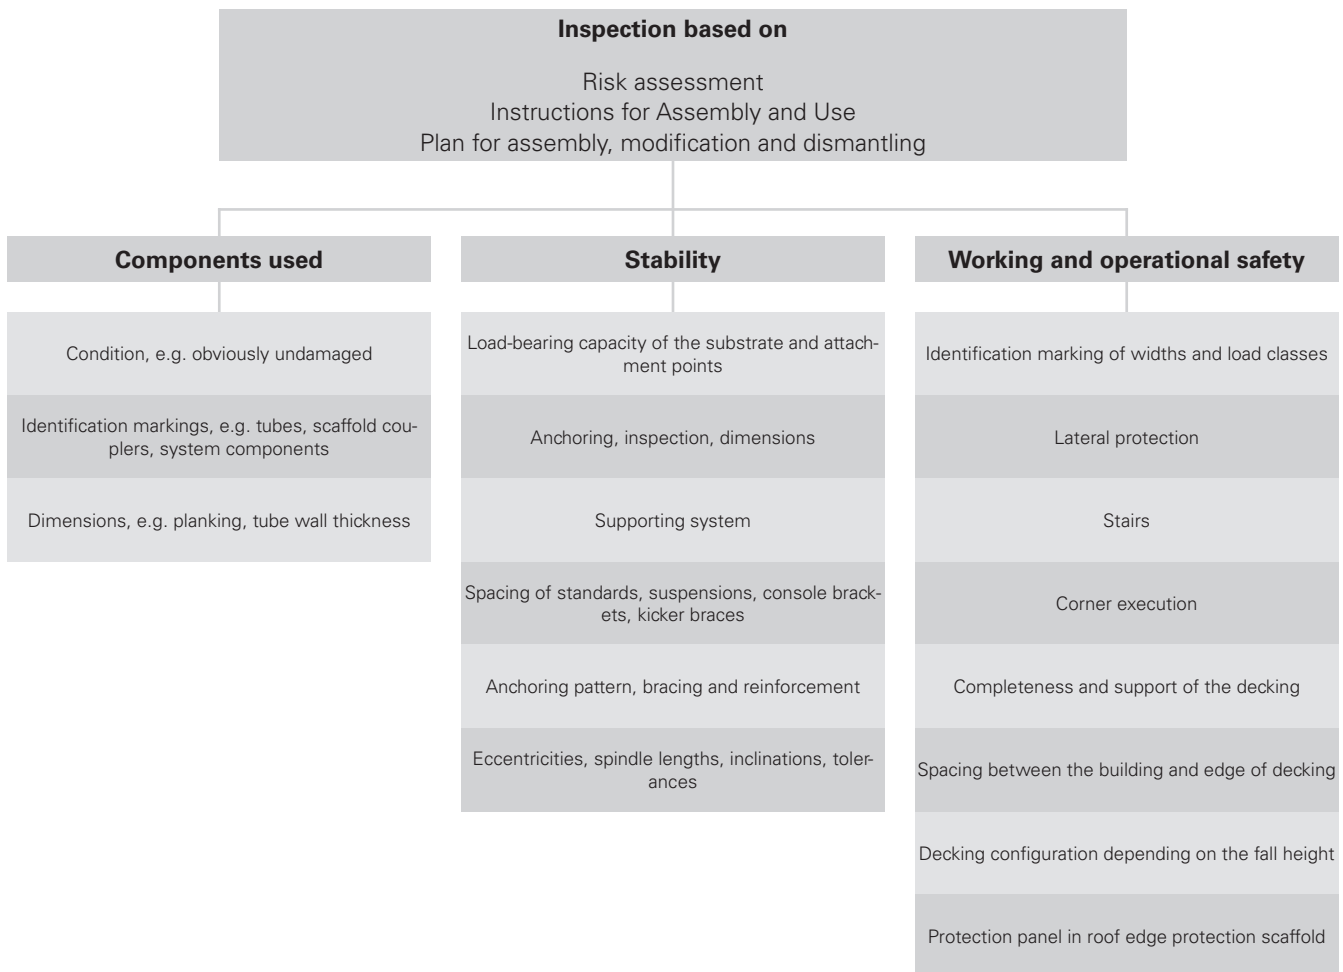 Inspection based on
Risk assessment
Instructions for Assembly and Use
Plan for assembly, modification and dismantling
Components used
Condition, e.g. obviously undamaged
Identification markings, e.g. tubes, scaffold cou-
plers, system components
Dimensions, e.g. planking, tube wall thickness
Stability
Load-bearing capacity of the substrate and attach-
ment points
Anchoring, inspection, dimensions
Supporting system
Spacing of standards, suspensions, console brack-
ets, kicker braces
Anchoring pattern, bracing and reinforcement
Eccentricities, spindle lengths, inclinations, toler-
ances
Working and operational safety
Identification marking of widths and load classes
Lateral protection
Stairs
Corner execution
Completeness and support of the decking
Spacing between the building and edge of decking
Decking configuration depending on the fall height
Protection panel in roof edge protection scaffold